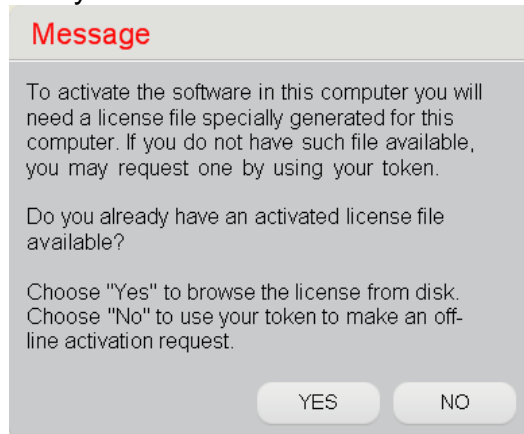 Message
To activate the software in this computer you will
need a license file specially generated for this
computer. If you do not have such file available,
you may request one by using your token.
Do you already have an activated license file
available?
Choose "Yes" to browse the license from disk.
Choose "No" to use your token to make an off-
line activation request.
YES NO